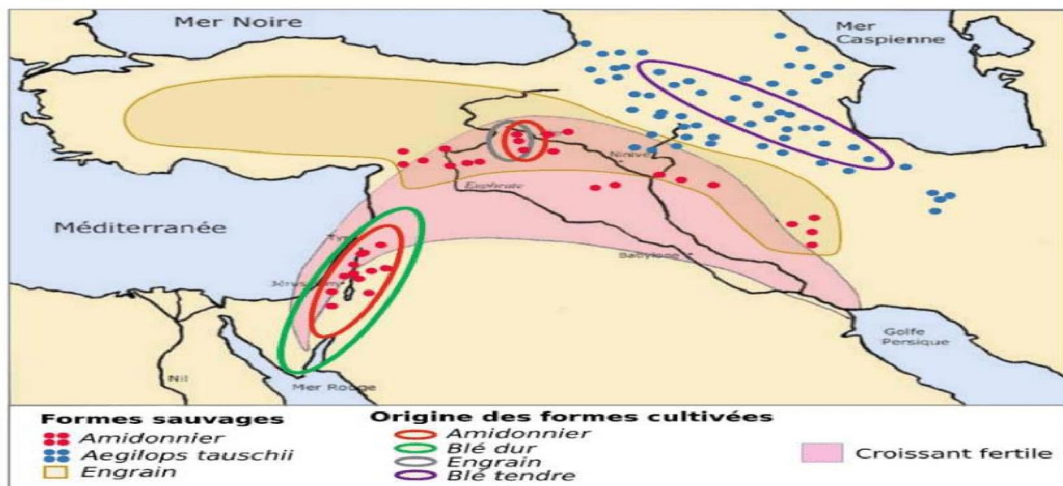 Mer Noire
Mer
Caspienne
Ninive
Euphrate
Méditerranée
Tyr
Babylone
Golfe
Persique
Nil
Mer Rouge
Formes sauvages
Amidonnier
Aegilops tauschii
Engrain
Origine des formes cultivées
Amidonnier
Blé dur
Engrain
Blé tendre
Croissant fertile